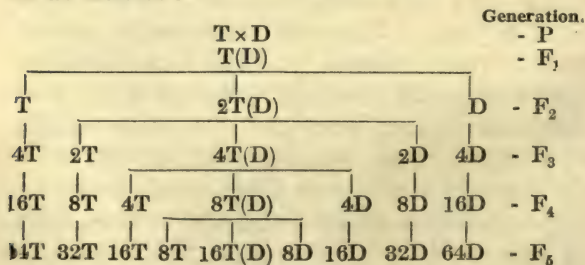 Generation.
T × D - P
T(D) - F₁
T 2T(D) D - F₂
4T 2T 4T(D) 2D 4D - F₃
16T 8T 4T 8T(D) 4D 8D 16D - F₄
32T 16T 8T 16T(D) 8D 16D 32D 64D - F₅